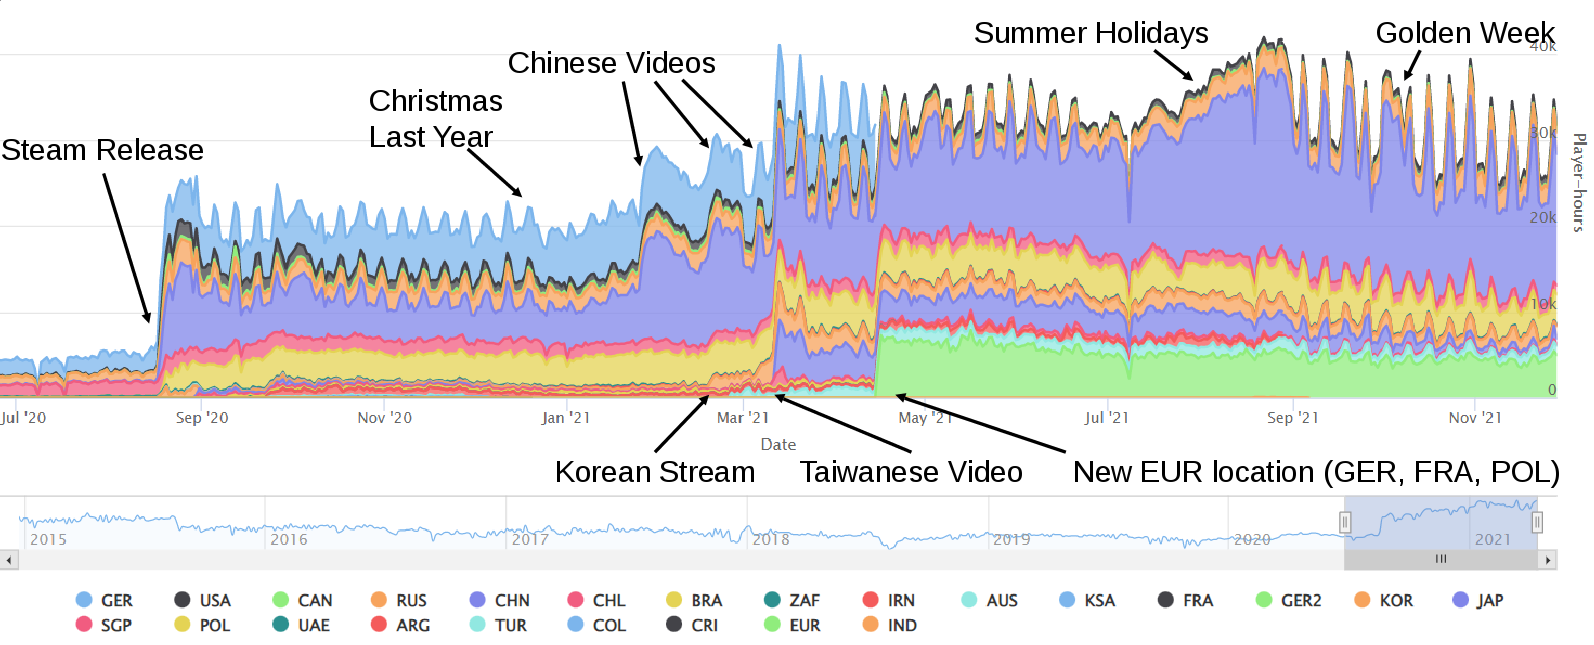 Summer Holidays
Golden Week
40k
Chinese Videos
Christmas
Last Year
Steam Release
30k
Player-hours
20k
10k
0
Jul '20
Sep '20
Nov '20
Jan '21
Mar '21
May '21
Jul '21
Sep '21
Nov '21
Date
Korean Stream
Taiwanese Video
New EUR location (GER, FRA, POL)
2015
2016
2017
2018
2019
2020
2021
GER USA CAN RUS CHN CHL BRA ZAF IRN AUS KSA FRA GER2 KOR JAP
SGP POL UAE ARG TUR COL CRI EUR IND